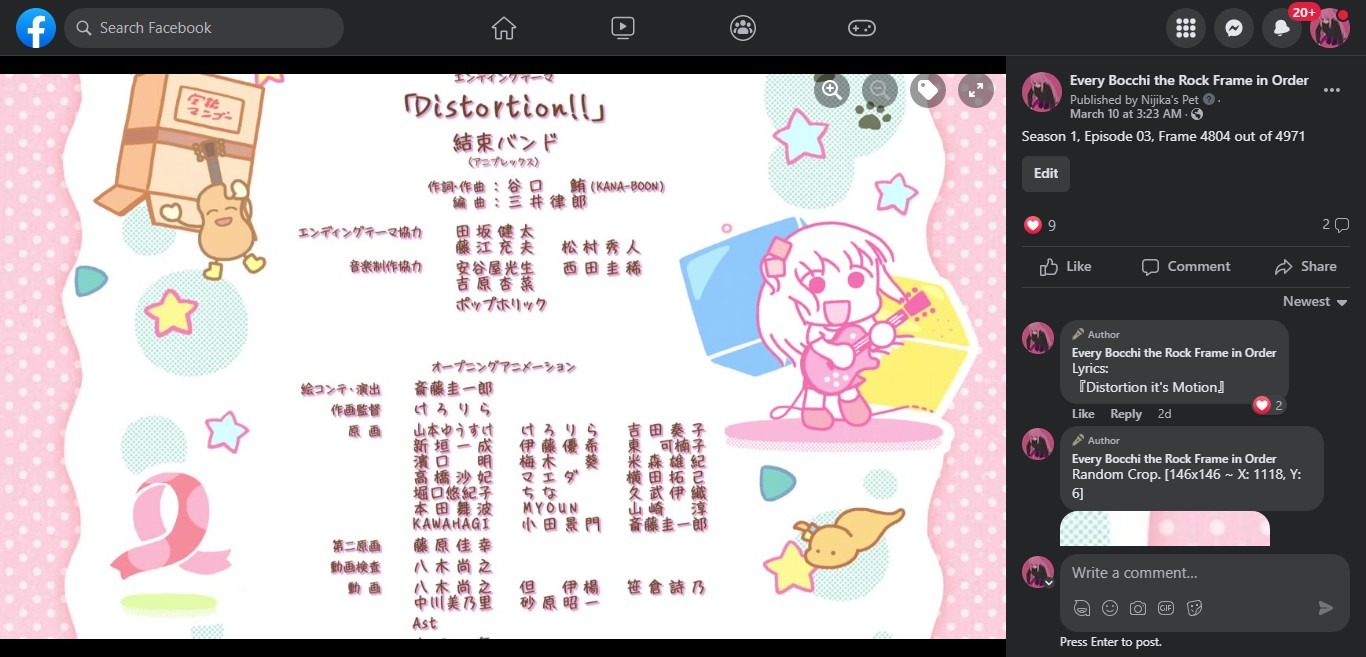 Search Facebook
20+
エンディングテーマ
「Distortion!!」
結束バンド
(アニプレックス)
作詞・作曲：谷口 鮪(KANA-BOON)
編曲：三井律郎
エンディングテーマ協力 田坂健太
藤江充夫 松村秀人
音楽制作協力 安谷屋光生 西田圭稀
吉原杏菜
ポップホリック
オープニングアニメーション
絵コンテ・演出 斎藤圭一郎
作画監督 けろりら
原画 山本ゆうすけ けろりら 吉田奏子
新垣一成 伊藤優希 東 可楠子
濱口 明 梅木 葵 米森雄紀
高橋沙妃 マエダ 横田拓己
堀口悠紀子 ちな 久武伊織
本田舞波 MYOUN 山崎 淳
KAWAHAGI 小田景門 斎藤圭一郎
第二原画 藤原佳幸
動画検査 八木尚之
動画 八木尚之 但 伊楊 笹倉詩乃
中川美乃里 砂原昭一
Ast
Every Bocchi the Rock Frame in Order
Published by Nijika's Pet ·
March 10 at 3:23 AM ·
Season 1, Episode 03, Frame 4804 out of 4971
Edit
9
2
Like Comment Share
Newest
Author
Every Bocchi the Rock Frame in Order
Lyrics:
『Distortion it's Motion』
Like Reply 2d
2
Author
Every Bocchi the Rock Frame in Order
Random Crop. [146x146 ~ X: 1118, Y:
6]
Write a comment...
GIF
Press Enter to post.